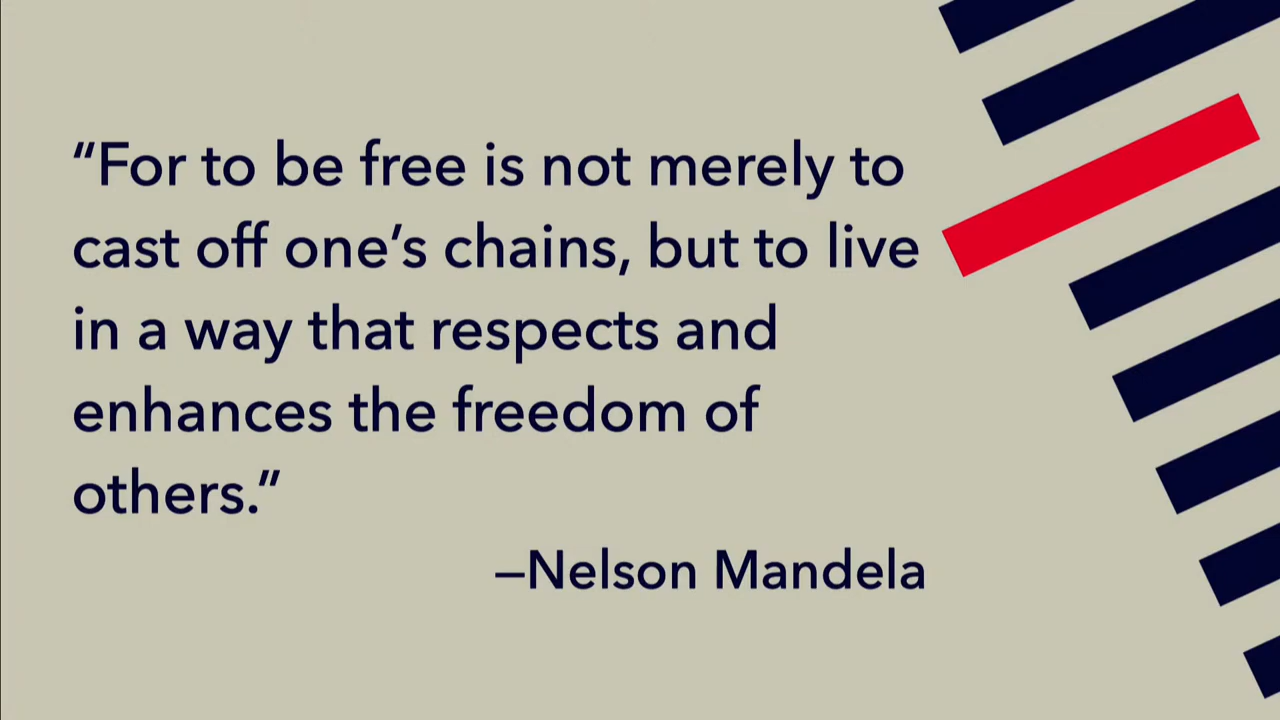 “For to be free is not merely to
cast off one’s chains, but to live
in a way that respects and
enhances the freedom of
others.”
—Nelson Mandela